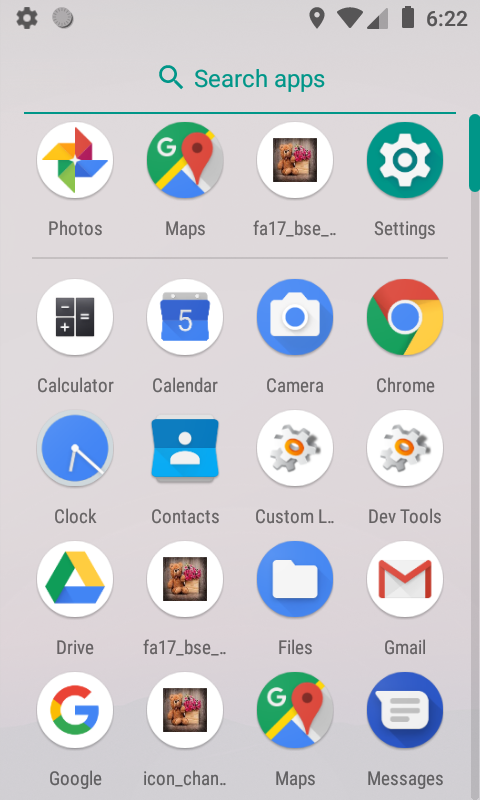 6:22
Search apps
Photos Maps fa17_bse_.. Settings
Calculator Calendar Camera Chrome
5
Clock Contacts Custom L.. Dev Tools
Drive fa17_bse_.. Files Gmail
Google icon_chan.. Maps Messages